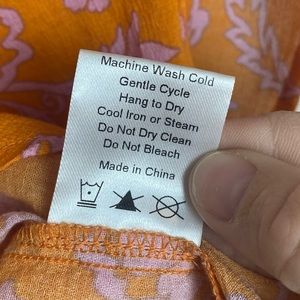 Machine Wash Cold
Gentle Cycle
Hang to Dry
Cool Iron or Steam
Do Not Dry Clean
Do Not Bleach
Made in China